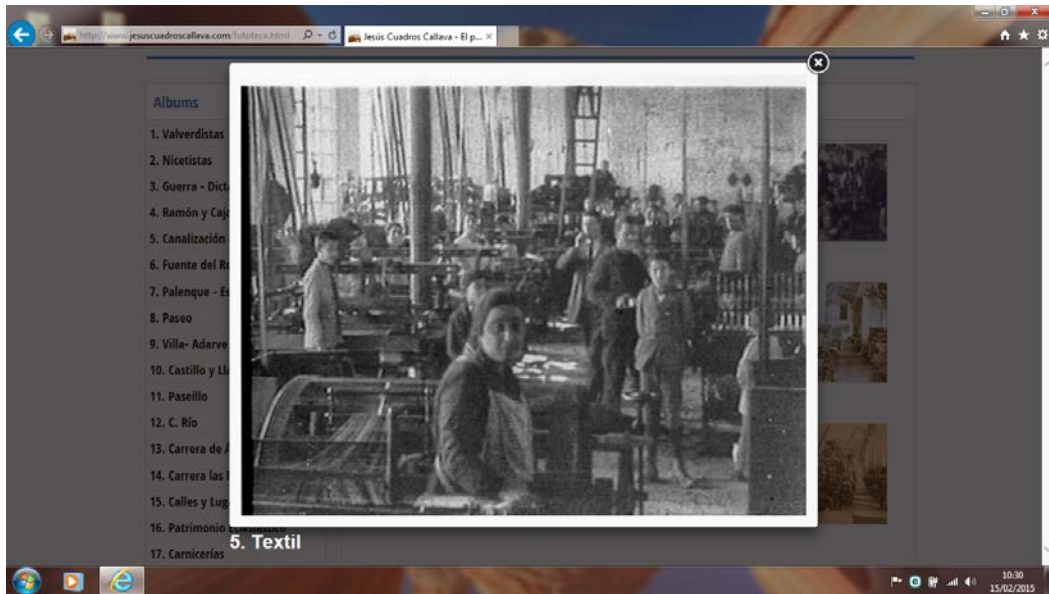 http://www.jesuscuadroscallava.com/fototeca.html
Jesús Cuadros Callava - El p...
Albums
1. Valverdistas
2. Nicetistas
3. Guerra - Dict
4. Ramón y Caj
5. Canalización
6. Fuente del Re
7. Palenque - Es
8. Paseo
9. Villa- Adarve
10. Castillo y Lla
11. Paseillo
12. C. Río
13. Carrera de A
14. Carrera las
15. Calles y Lug
16. Patrimonio Eclesiástico
17. Carnicerías
5. Textil
10:30
15/02/2015